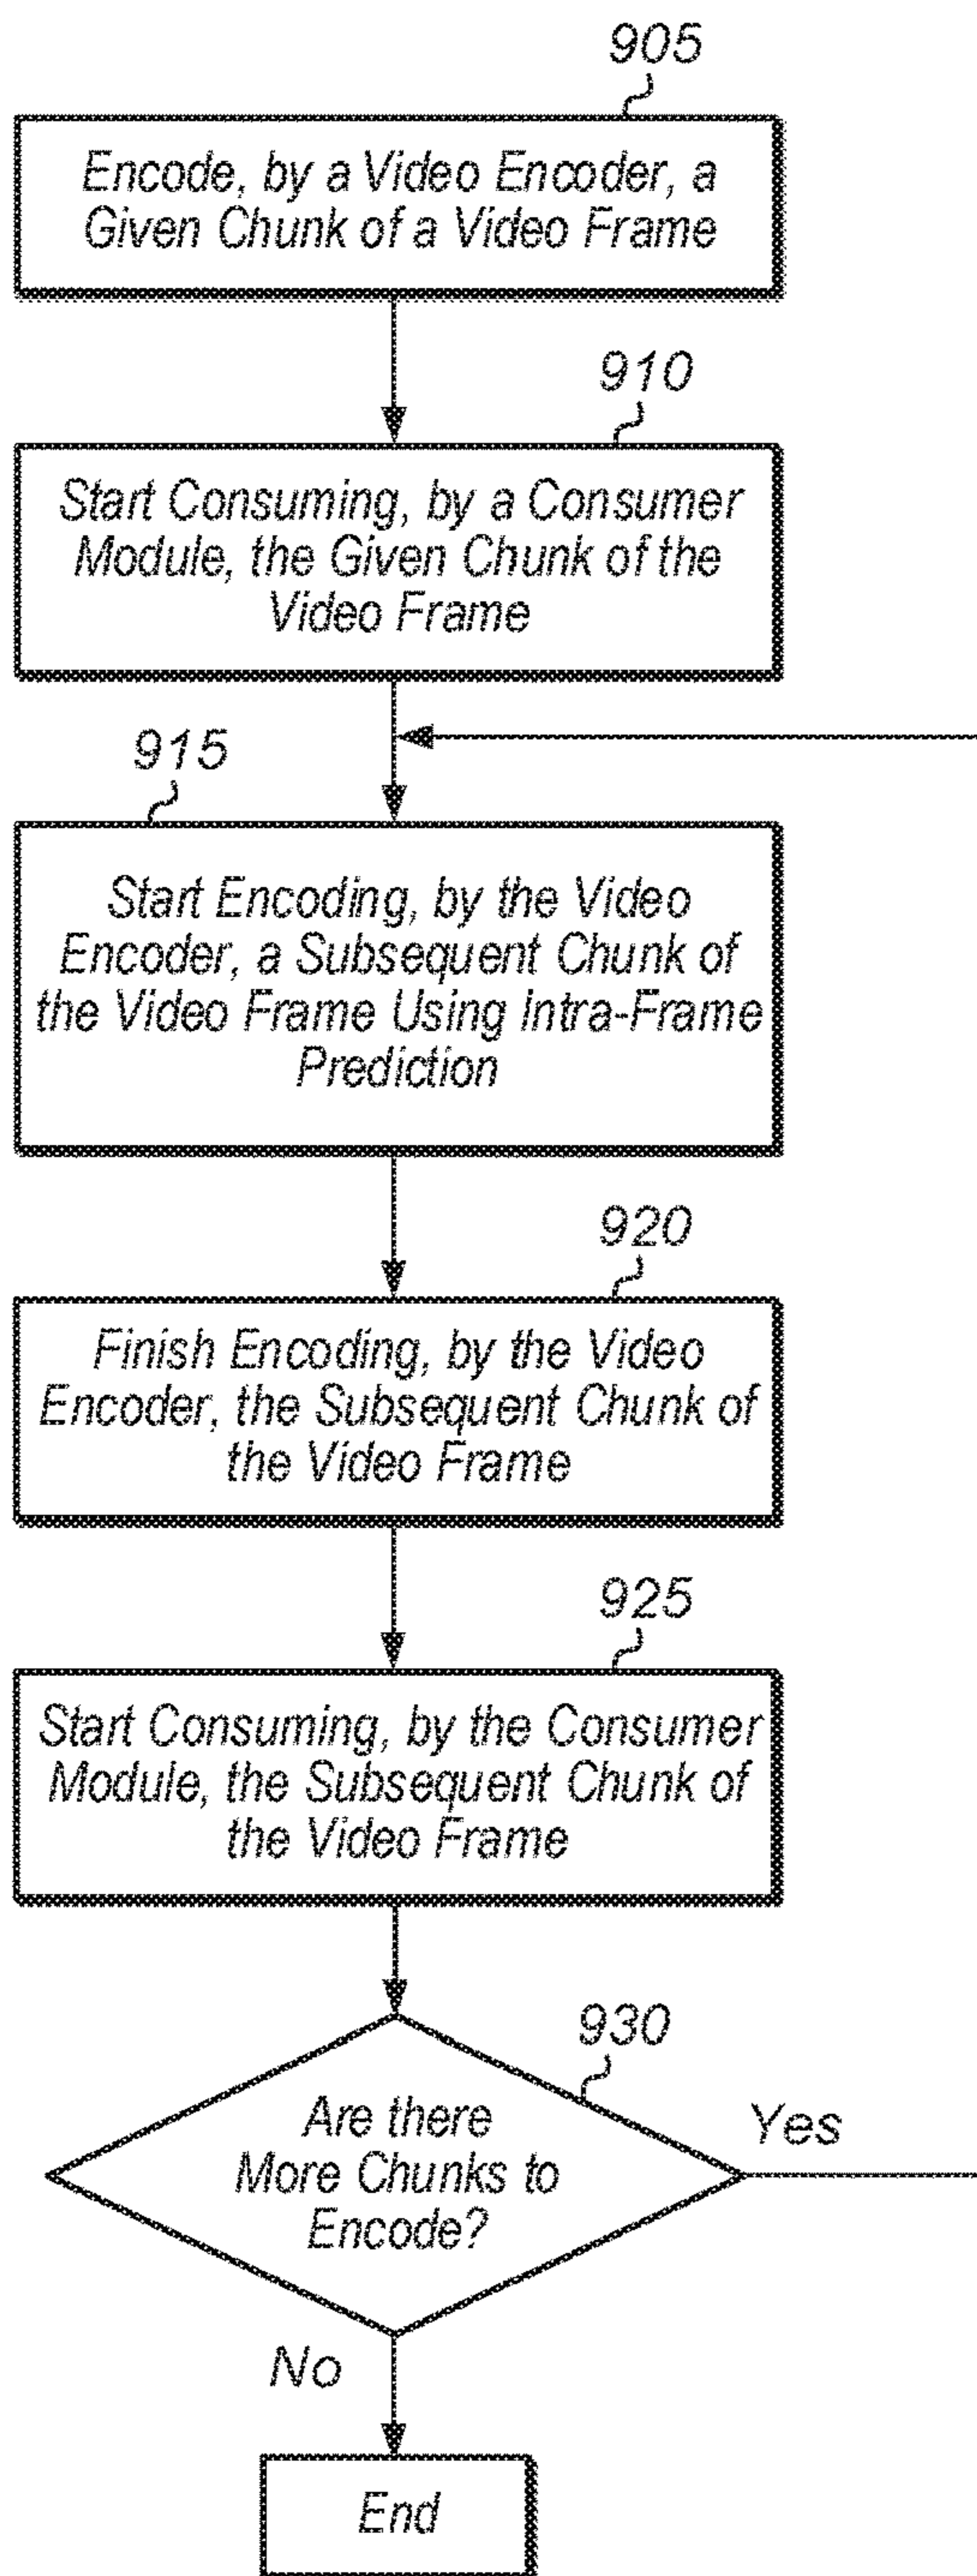 905
Encode, by a Video Encoder, a
Given Chunk of a Video Frame
910
Start Consuming, by a Consumer
Module, the Given Chunk of the
Video Frame
915
Start Encoding, by the Video
Encoder, a Subsequent Chunk of
the Video Frame Using Intra-Frame
Prediction
920
Finish Encoding, by the Video
Encoder, the Subsequent Chunk of
the Video Frame
925
Start Consuming, by the Consumer
Module, the Subsequent Chunk of
the Video Frame
930
Are there
More Chunks to
Encode?
Yes
No
End